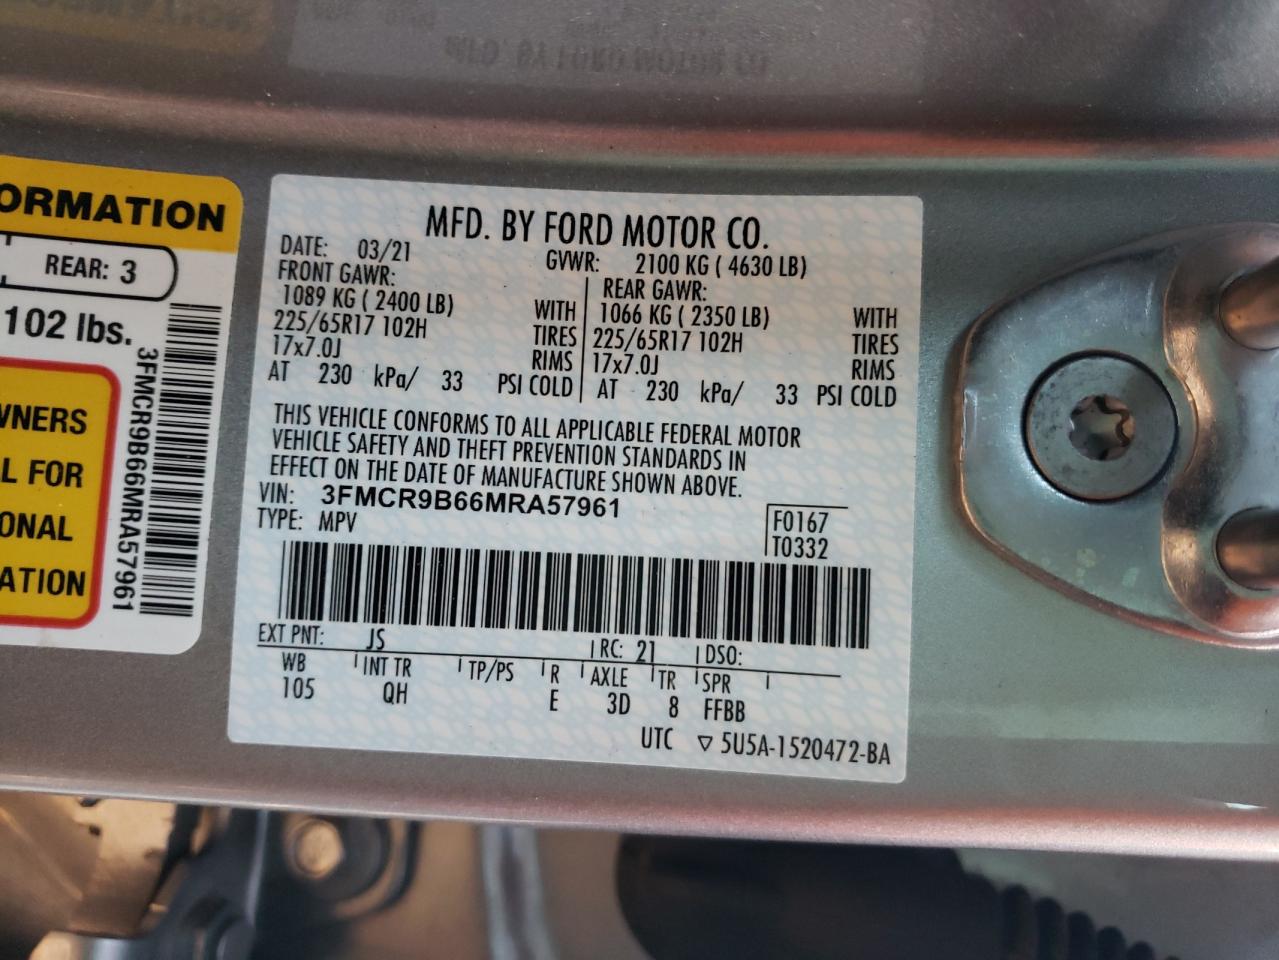 ORMATION
REAR: 3
102 lbs.
3FMCR9B66MRA57961
WNERS
L FOR
ONAL
ATION
MFD. BY FORD MOTOR CO.
DATE: 03/21 GVWR: 2100 KG ( 4630 LB)
FRONT GAWR: REAR GAWR:
1089 KG ( 2400 LB) WITH 1066 KG ( 2350 LB) WITH
225/65R17 102H TIRES 225/65R17 102H TIRES
17x7.0J RIMS 17x7.0J RIMS
AT 230 kPa/ 33 PSI COLD AT 230 kPa/ 33 PSI COLD
THIS VEHICLE CONFORMS TO ALL APPLICABLE FEDERAL MOTOR
VEHICLE SAFETY AND THEFT PREVENTION STANDARDS IN
EFFECT ON THE DATE OF MANUFACTURE SHOWN ABOVE.
VIN: 3FMCR9B66MRA57961
TYPE: MPV
F0167
T0332
EXT PNT: JS RC: 21 DSO:
WB INT TR TP/PS R AXLE TR SPR
105 QH E 3D 8 FFBB
UTC ▽ 5U5A-1520472-BA